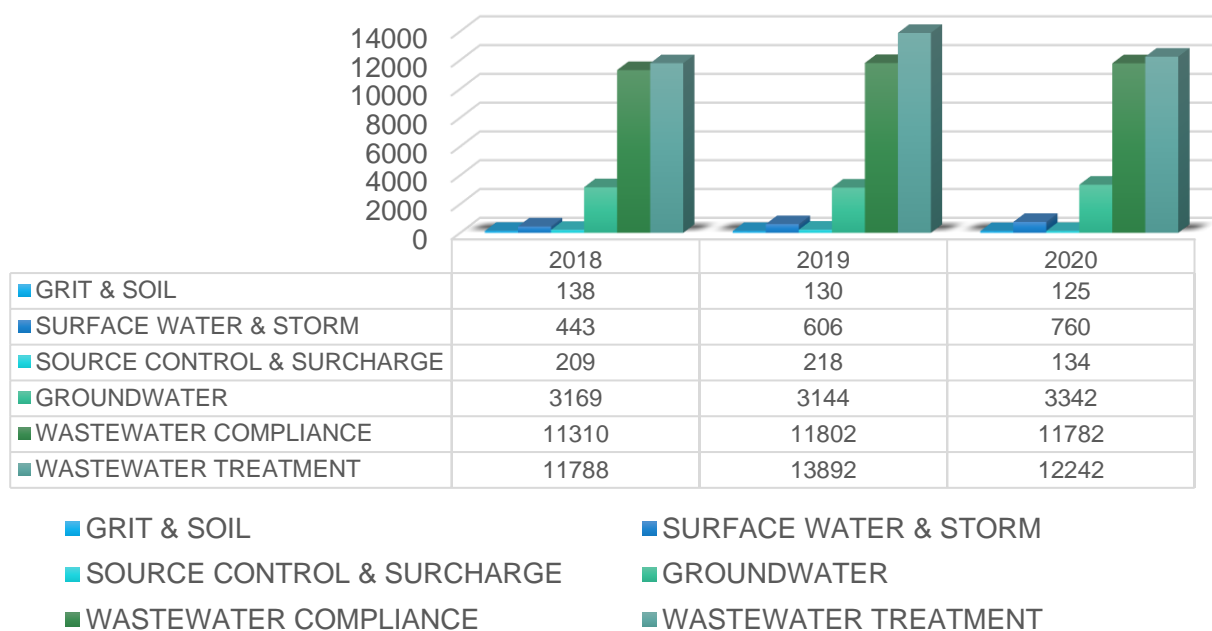 14000
12000
10000
8000
6000
4000
2000
0
2018 2019 2020
GRIT & SOIL 138 130 125
SURFACE WATER & STORM 443 606 760
SOURCE CONTROL & SURCHARGE 209 218 134
GROUNDWATER 3169 3144 3342
WASTEWATER COMPLIANCE 11310 11802 11782
WASTEWATER TREATMENT 11788 13892 12242
GRIT & SOIL SURFACE WATER & STORM
SOURCE CONTROL & SURCHARGE GROUNDWATER
WASTEWATER COMPLIANCE WASTEWATER TREATMENT